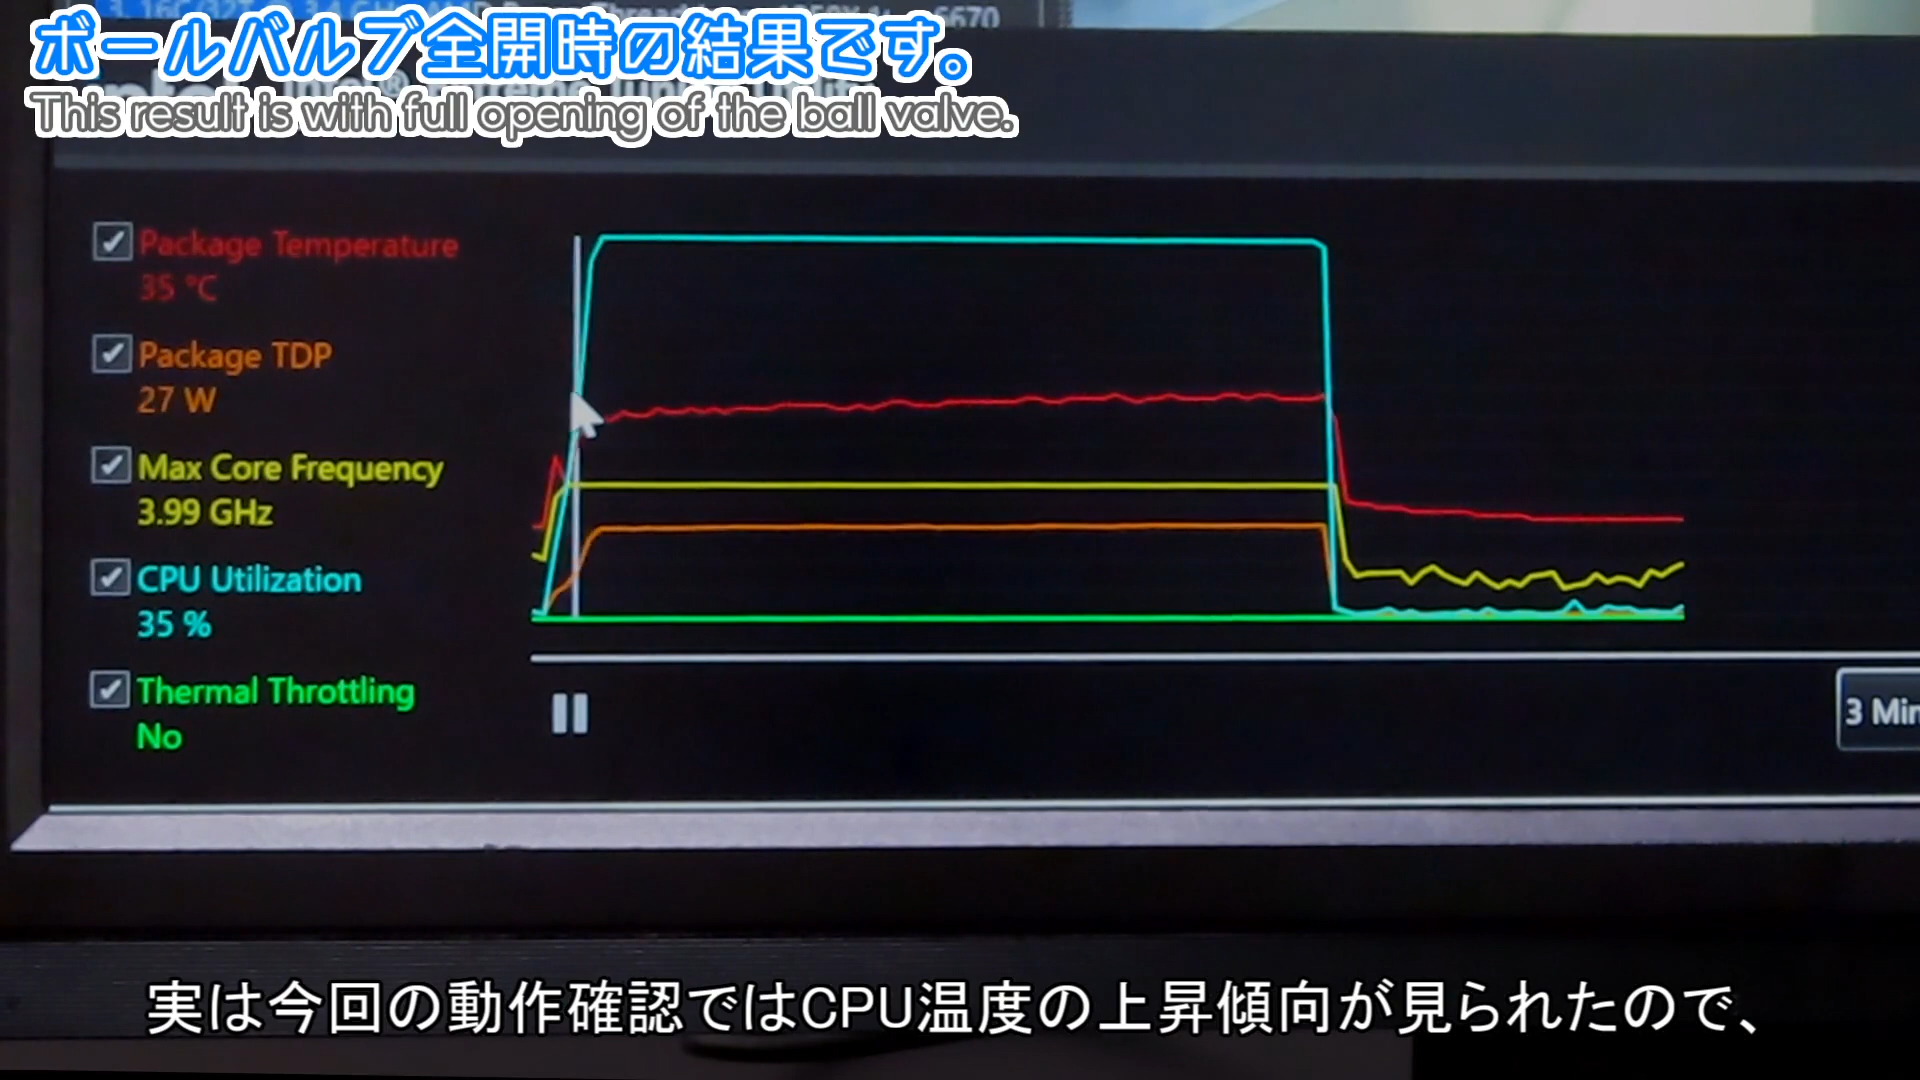 ボールバルブ全開時の結果です。
This result is with full opening of the ball valve.
Package Temperature
35 °C
Package TDP
27 W
Max Core Frequency
3.99 GHz
CPU Utilization
35 %
Thermal Throttling
No
3 Min
実は今回の動作確認ではCPU温度の上昇傾向が見られたので、